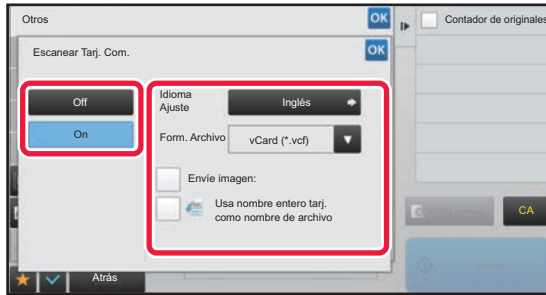 Otros
OK
Contador de originales
Escanear Tarj. Com.
OK
Off
On
Idioma
Ajuste
Inglés
Form. Archivo
vCard (*.vcf)
Envíe imagen:
Usa nombre entero tarj.
como nombre de archivo
CA
Atrás